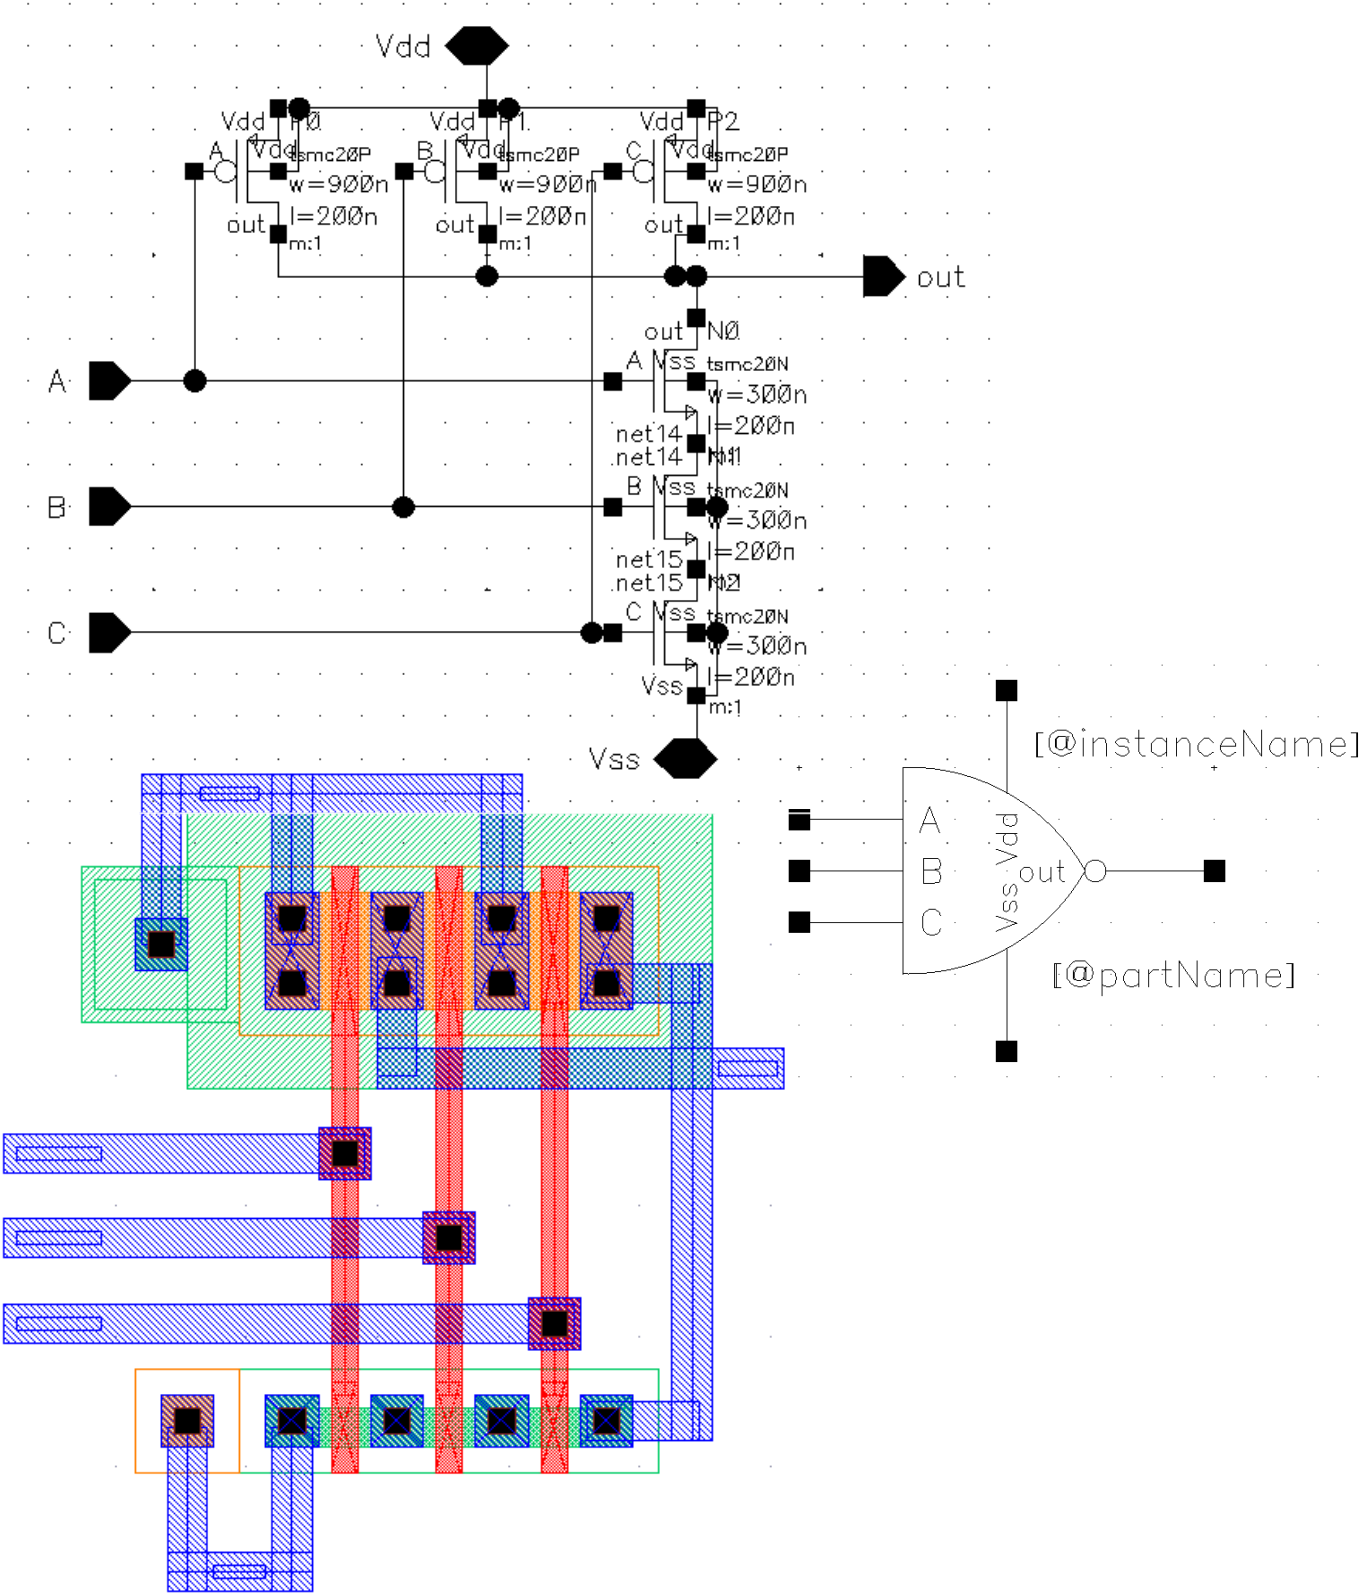 Vdd
Vdd P0 Vdd P1 Vdd P2
A Vdd tsmc20P B Vdd tsmc20P C Vdd tsmc20P
w=900n w=900n w=900n
out l=200n out l=200n out l=200n
m:1 m:1 m:1
out
out N0
A A Vss tsmc20N
w=300n
l=200n
net14
net14
B B Vss tsmc20N
w=300n
l=200n
net15
net15 N2
C C Vss tsmc20N
w=300n
l=200n
Vss
m:1
Vss
[@instanceName]
A
B
C
Vss Vdd
out
[@partName]